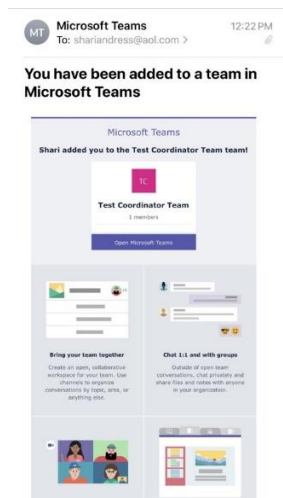 MT
Microsoft Teams
12:22 PM
To: shariandress@aol.com >
You have been added to a team in
Microsoft Teams
Microsoft Teams
Shari added you to the Test Coordinator Team team!
TC
Test Coordinator Team
1 members
Open Microsoft Teams
Bring your team together
Create an open, collaborative
workspace for your team. Use
channels to organize
conversations by topic, area, or
anything else.
Chat 1:1 and with groups
Outside of open team
conversations, chat privately and
share files and notes with anyone
in your organization.